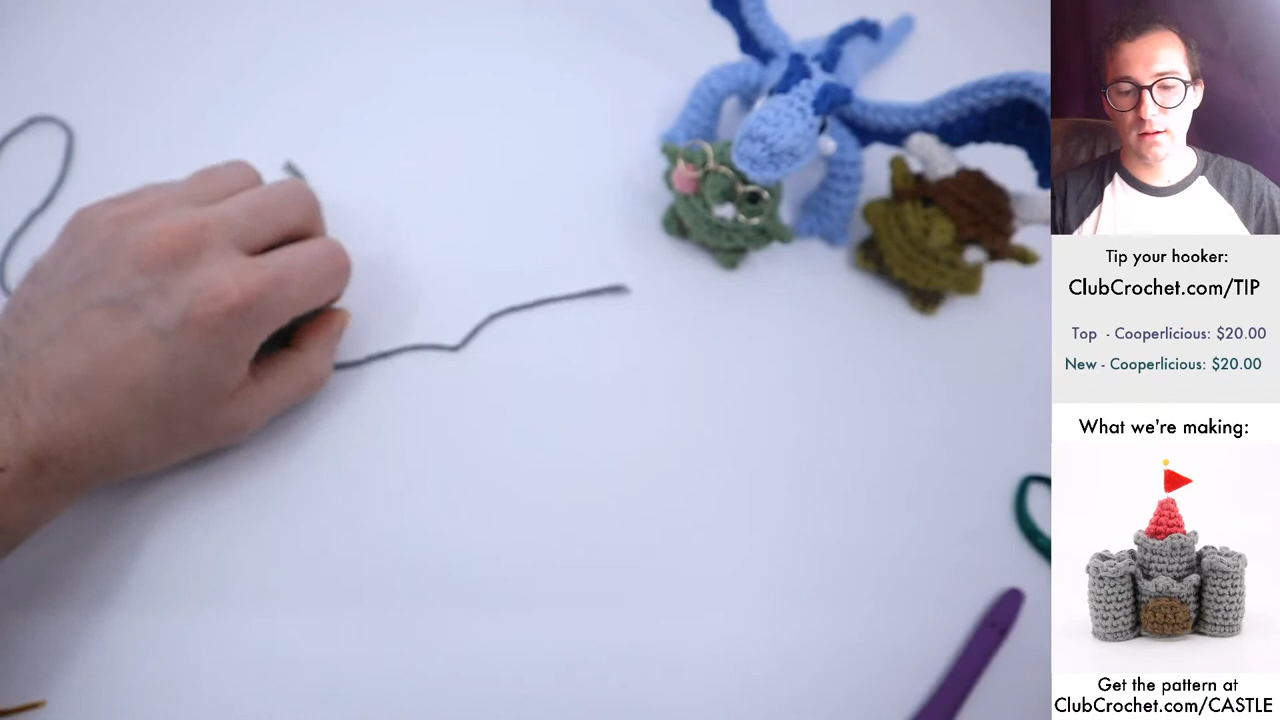 Tip your hooker:
ClubCrochet.com/TIP
Top - Cooperlicious: $20.00
New - Cooperlicious: $20.00
What we're making:
Get the pattern at
ClubCrochet.com/CASTLE